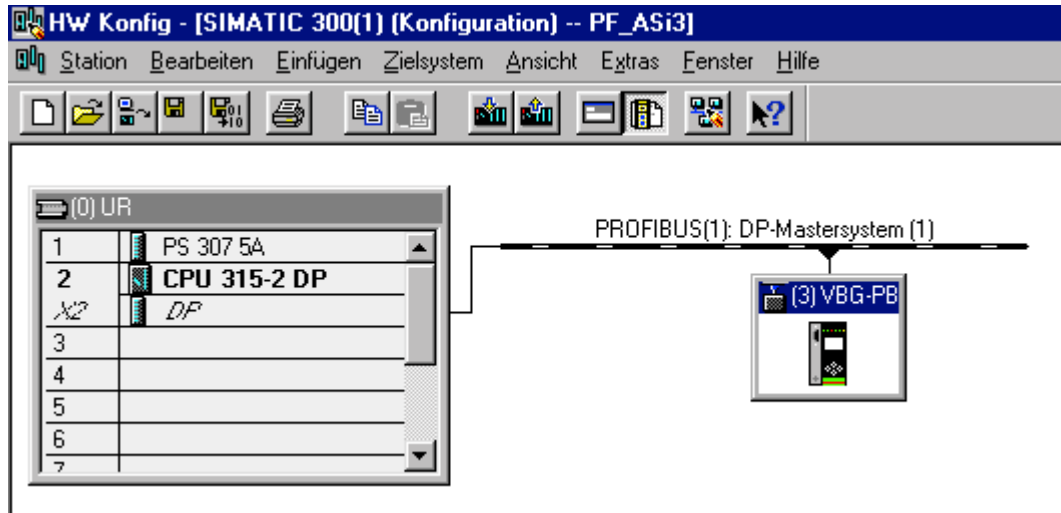 HW Konfig - [SIMATIC 300(1) (Konfiguration) -- PF_ASi3]
Station Bearbeiten Einfügen Zielsystem Ansicht Extras Fenster Hilfe
(0) UR
1 PS 307 5A
2 CPU 315-2 DP
X2 DP
3
4
5
6
7
PROFIBUS(1): DP-Mastersystem (1)
(3) VBG-PB